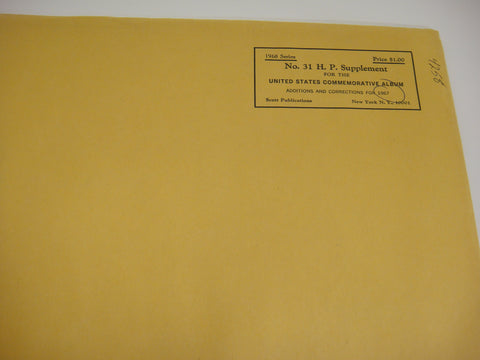 1968 Series Price $1.00
No. 31 H. P. Supplement
FOR THE
UNITED STATES COMMEMORATIVE ALBUM
ADDITIONS AND CORRECTIONS FOR 1967
Scott Publications New York N. Y., 10001